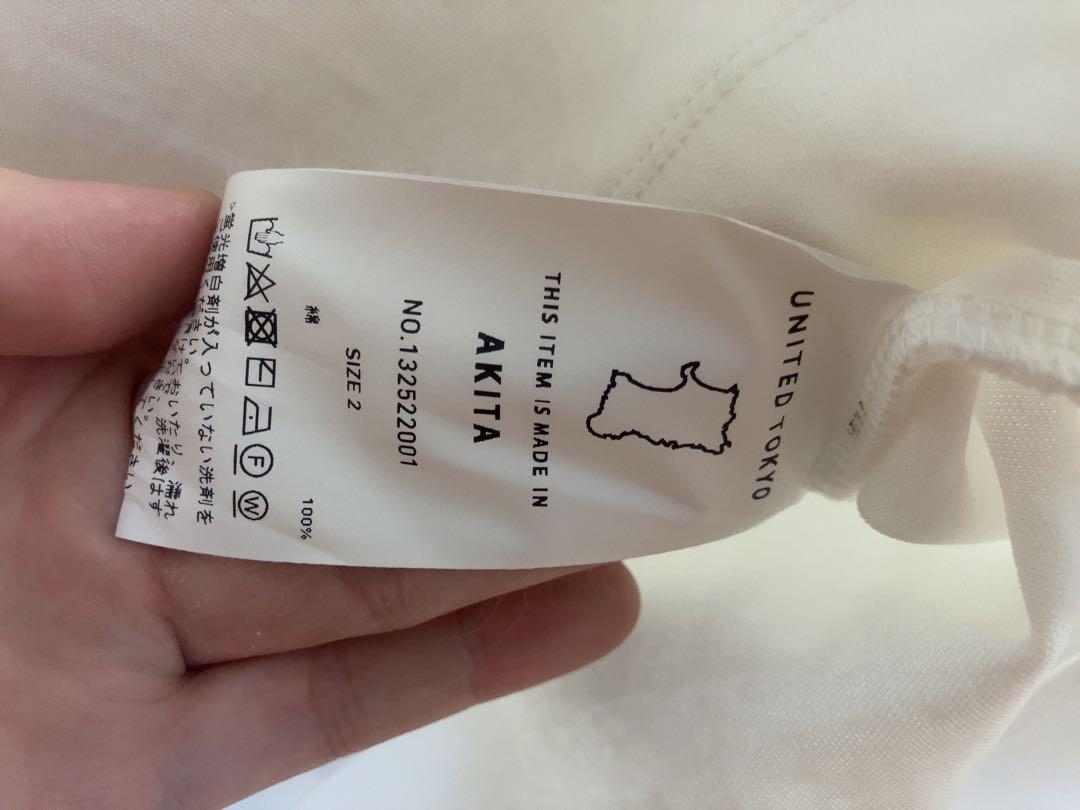 UNITED TOKYO
THIS ITEM IS MADE IN
AKITA
NO.132522001
SIZE 2
綿 100%
F W
蛍光増白剤が入っていない洗剤を